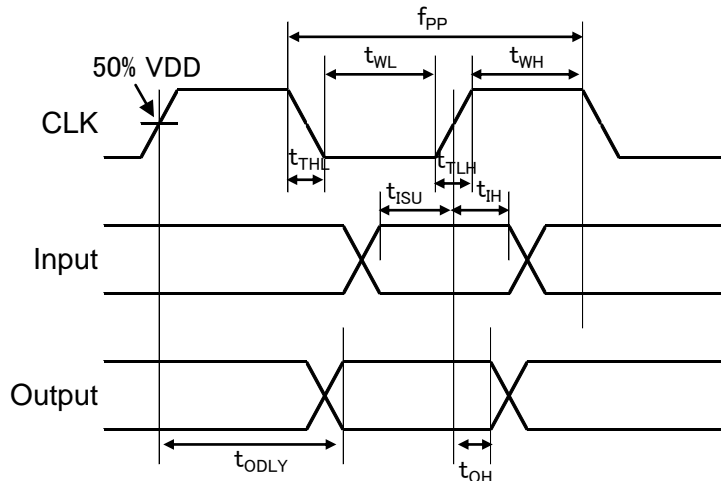 fPP
tWL
tWH
50% VDD
CLK
tTHL
tTLH
tISU
tIH
Input
Output
tODLY
tOH